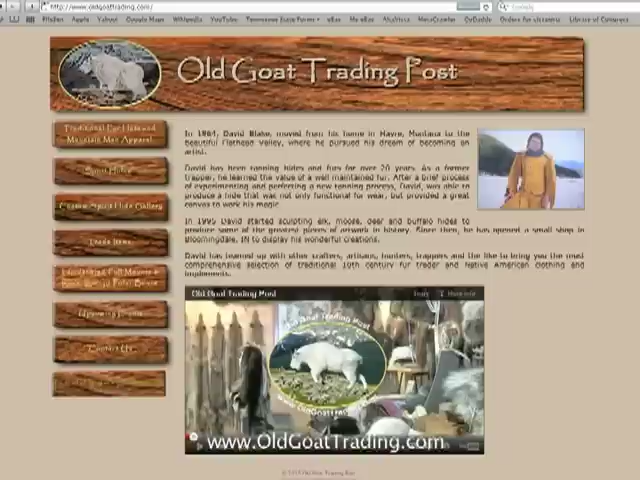 http://www.oldgoattrading.com/
Apple Yahoo! Google Maps Wikipedia YouTube
Old Goat Trading Post
Traditional Fur Hats and
Mountain Man Apparel
Trade Items
Contact Us
In 1984, David Blake, moved from his home in Havre, Montana to the
beautiful Flathead Valley, where he pursued his dream of becoming an
artist.
David has been tanning hides and furs for over 20 years. As a former
trapper, he learned the value of a well maintained fur. After a brief process
of experimenting and perfecting a new tanning process, David, was able to
produce a hide that was not only functional for wear, but provided a great
canvas to work his magic.
In 1995 David started sculpting elk, moose, deer and buffalo hides to
produce some of the greatest pieces of artwork in history. Since then, he has opened a small shop in
Bloomingdale, IN to display his wonderful creations.
David has teamed up with other crafters, artisans, hunters, trappers and the like to bring you the most
comprehensive selection of traditional 19th century fur trader and Native American clothing and
implements.
Old Goat Trading Post
Old Goat Trading Post
www.OldGoatTrading.com
www.OldGoatTrading.com